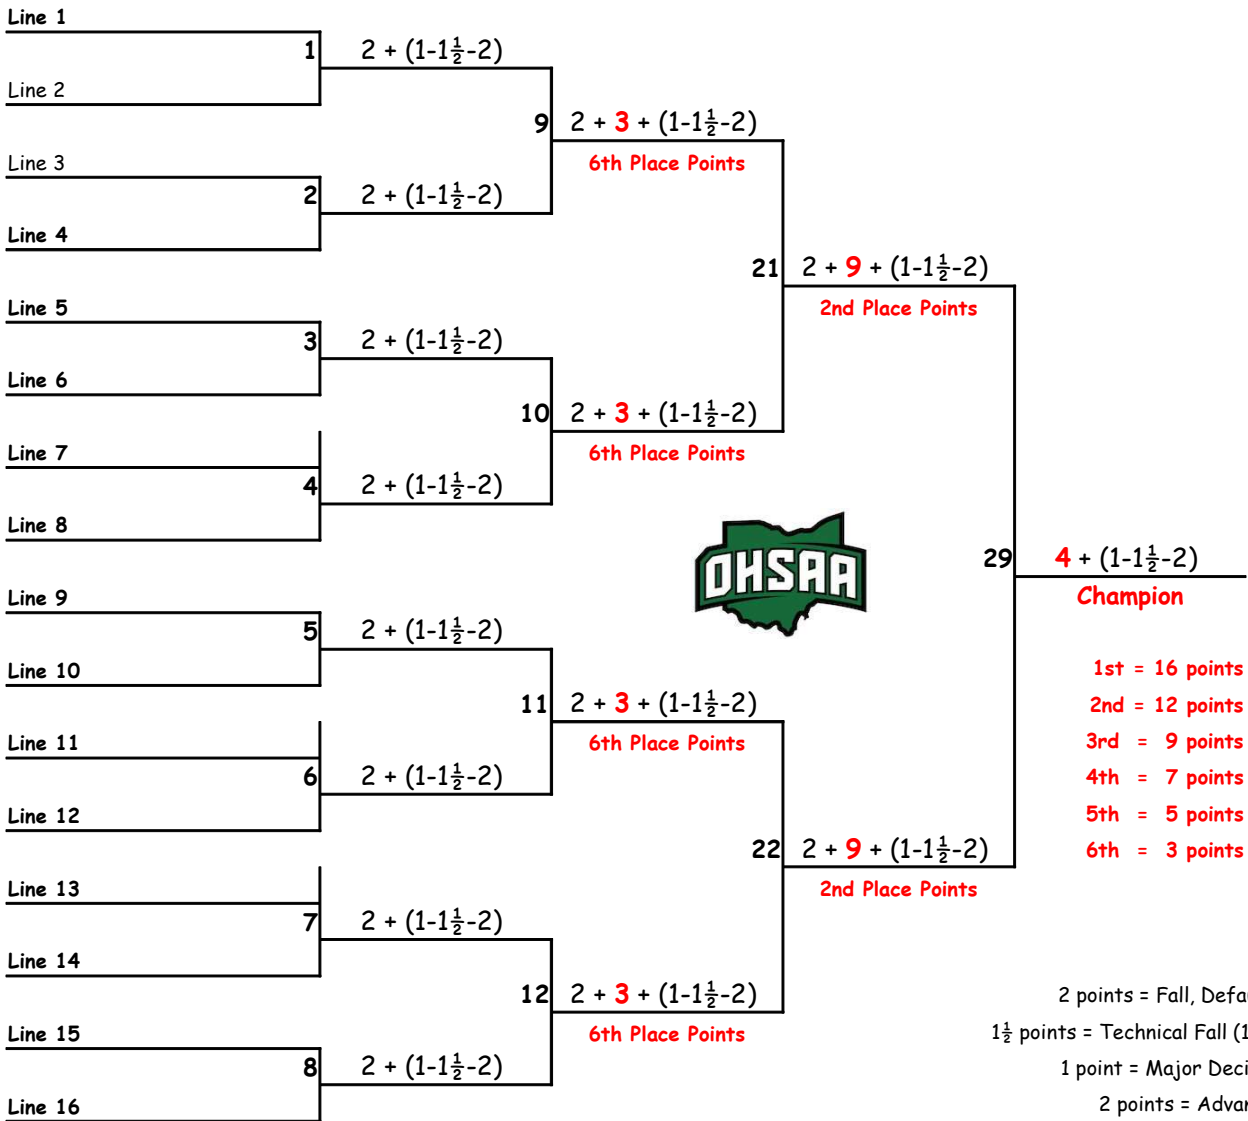 Line 1
1 2 + (1-1½-2)
Line 2
9 2 + 3 + (1-1½-2)
Line 3
6th Place Points
2 2 + (1-1½-2)
Line 4
21 2 + 9 + (1-1½-2)
Line 5
2nd Place Points
3 2 + (1-1½-2)
Line 6
10 2 + 3 + (1-1½-2)
Line 7
6th Place Points
4 2 + (1-1½-2)
Line 8
OHSAA
29 4 + (1-1½-2)
Line 9
Champion
5 2 + (1-1½-2)
Line 10
1st = 16 points
11 2 + 3 + (1-1½-2)
2nd = 12 points
Line 11
6th Place Points
3rd = 9 points
6 2 + (1-1½-2)
4th = 7 points
Line 12
5th = 5 points
22 2 + 9 + (1-1½-2)
6th = 3 points
Line 13
2nd Place Points
7 2 + (1-1½-2)
Line 14
12 2 + 3 + (1-1½-2)
2 points = Fall,
Line 15
6th Place Points
1½ points = Technical Fall
8 2 + (1-1½-2)
1 point = Major
Line 16
2 points =